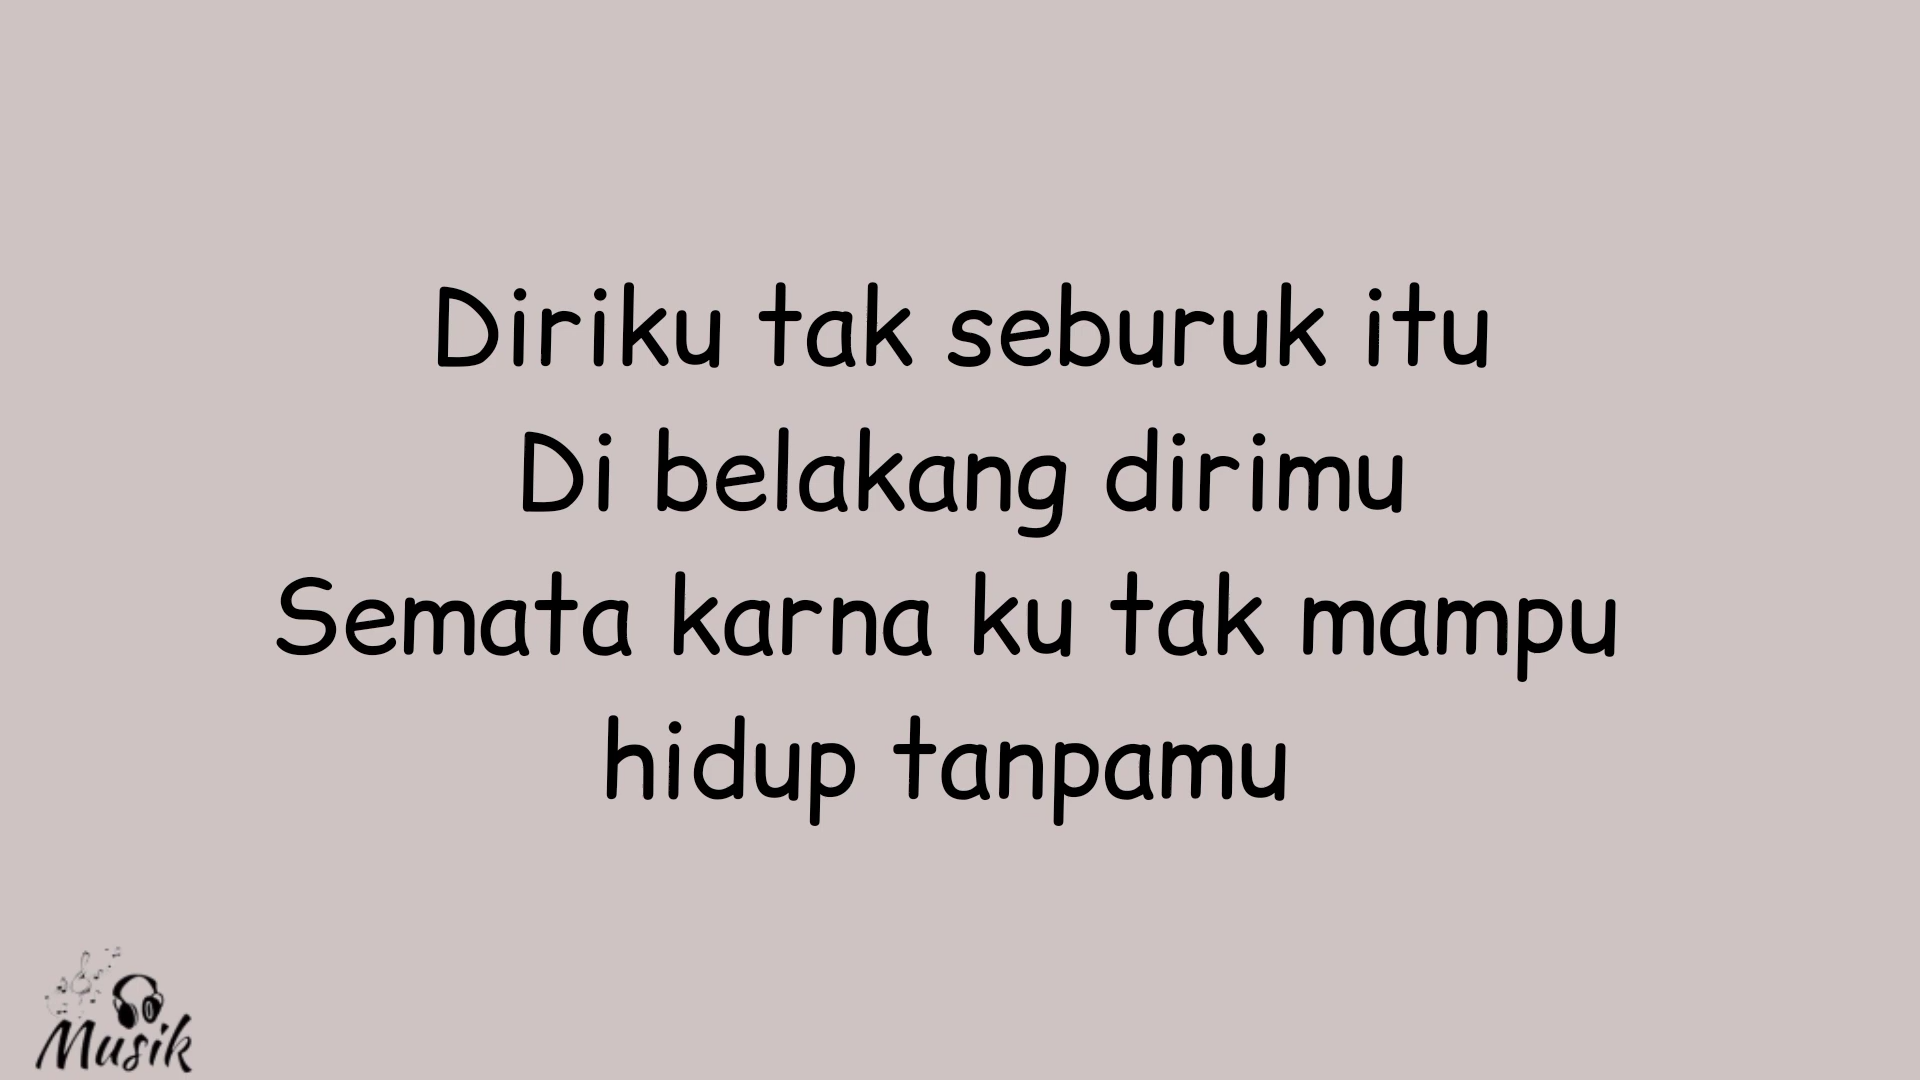 Diriku tak seburuk itu
Di belakang dirimu
Semata karna ku tak mampu
hidup tanpamu
Musik